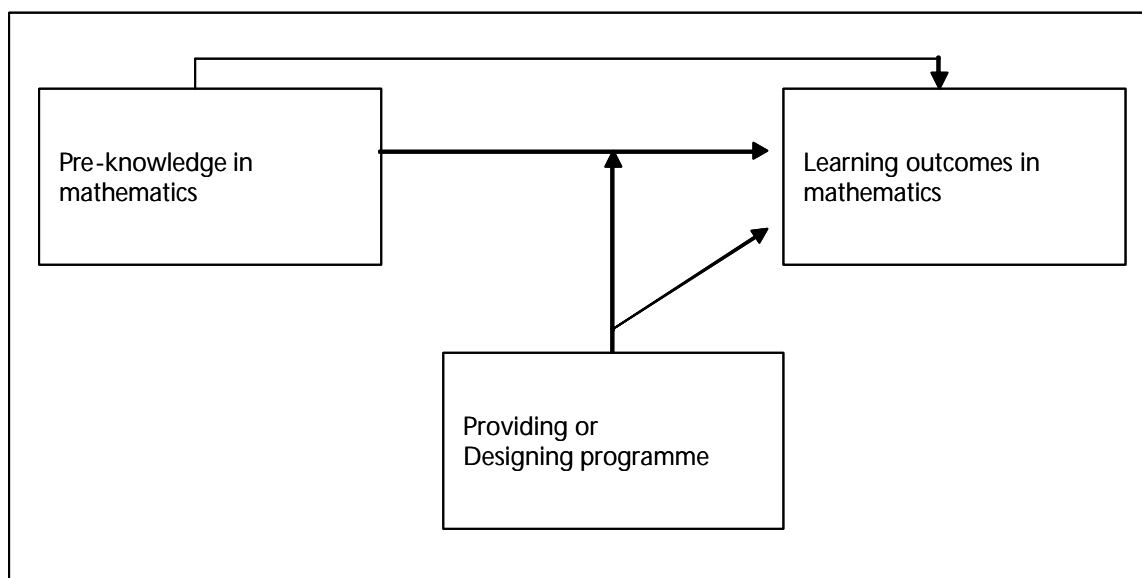 Pre-knowledge in
mathematics
Learning outcomes in
mathematics
Providing or
Designing programme